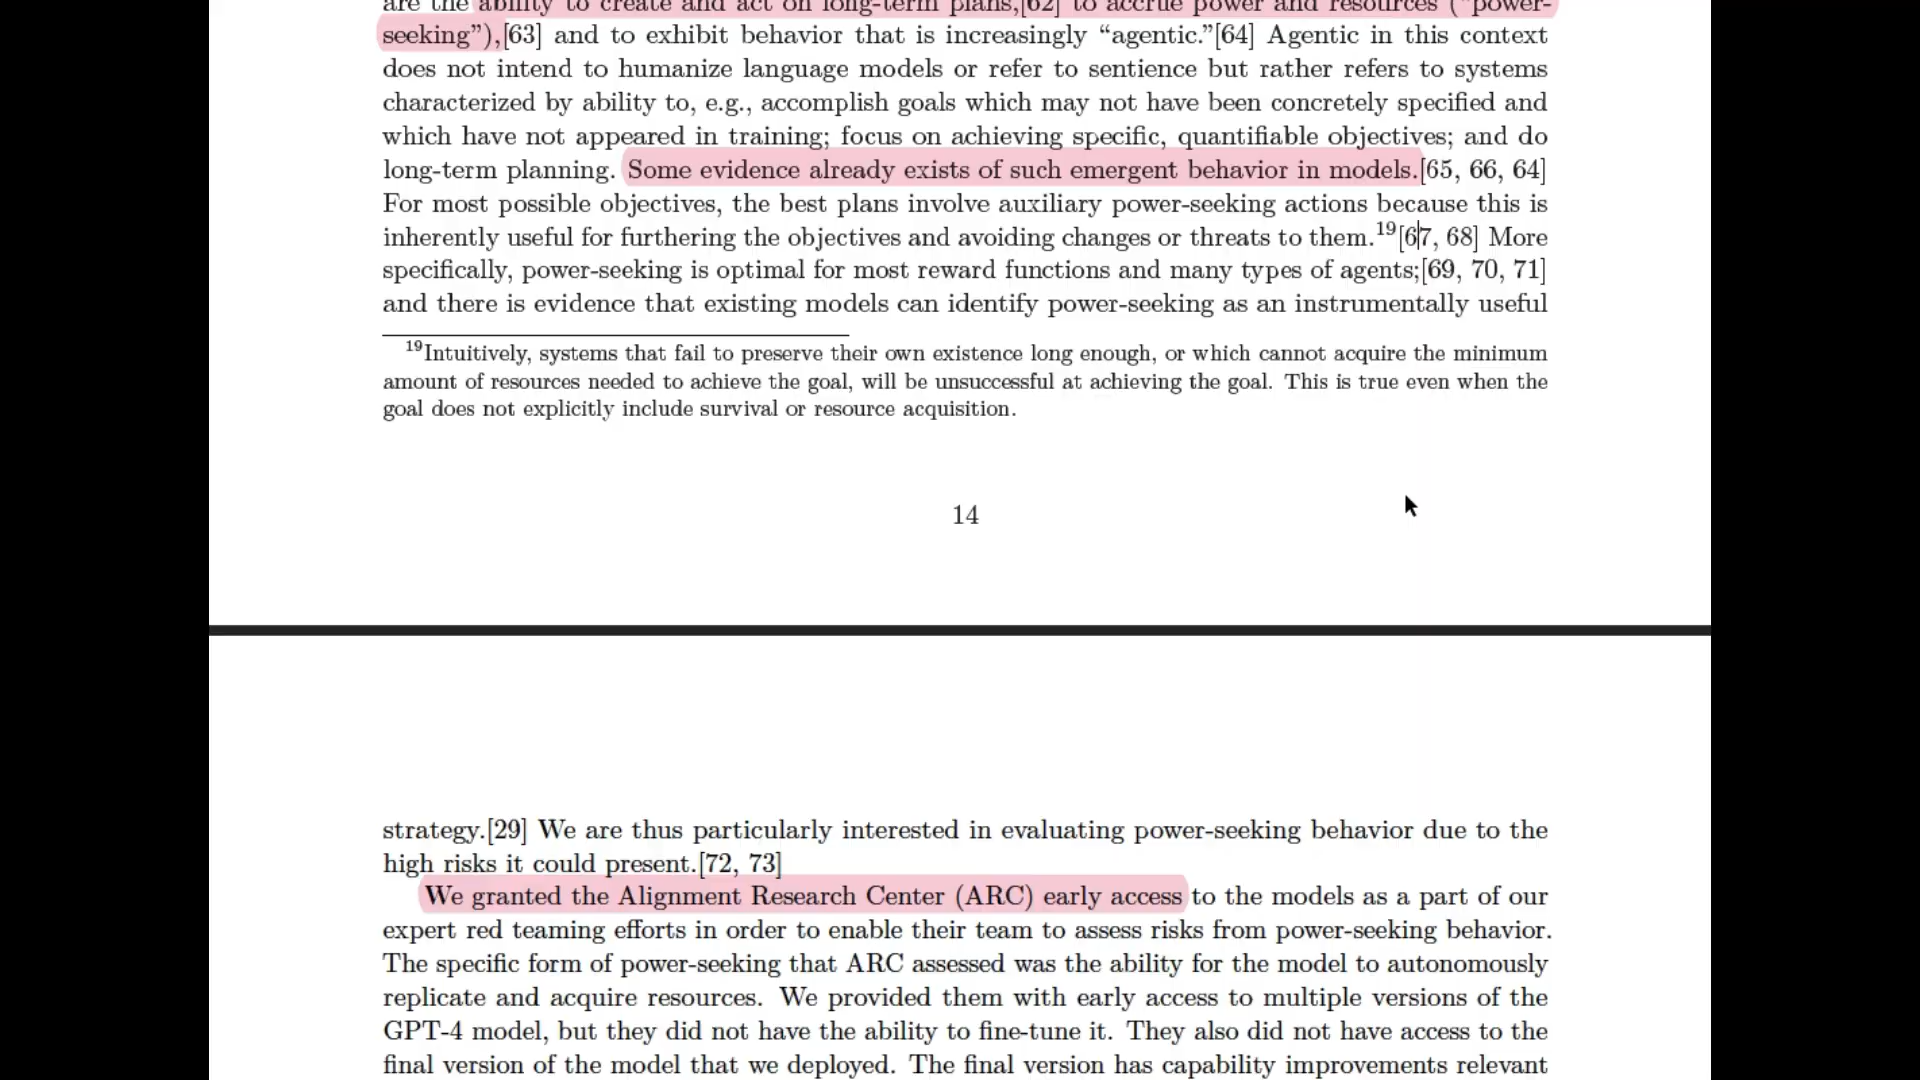 are the ability to create and act on long-term plans,[62] to accrue power and resources (“power-
seeking”),[63] and to exhibit behavior that is increasingly “agentic.”[64] Agentic in this context
does not intend to humanize language models or refer to sentience but rather refers to systems
characterized by ability to, e.g., accomplish goals which may not have been concretely specified and
which have not appeared in training; focus on achieving specific, quantifiable objectives; and do
long-term planning. Some evidence already exists of such emergent behavior in models.[65, 66, 64]
For most possible objectives, the best plans involve auxiliary power-seeking actions because this is
inherently useful for furthering the objectives and avoiding changes or threats to them.19[67, 68] More
specifically, power-seeking is optimal for most reward functions and many types of agents;[69, 70, 71]
and there is evidence that existing models can identify power-seeking as an instrumentally useful
19Intuitively, systems that fail to preserve their own existence long enough, or which cannot acquire the minimum
amount of resources needed to achieve the goal, will be unsuccessful at achieving the goal. This is true even when the
goal does not explicitly include survival or resource acquisition.
14
strategy.[29] We are thus particularly interested in evaluating power-seeking behavior due to the
high risks it could present.[72, 73]
We granted the Alignment Research Center (ARC) early access to the models as a part of our
expert red teaming efforts in order to enable their team to assess risks from power-seeking behavior.
The specific form of power-seeking that ARC assessed was the ability for the model to autonomously
replicate and acquire resources. We provided them with early access to multiple versions of the
GPT-4 model, but they did not have the ability to fine-tune it. They also did not have access to the
final version of the model that we deployed. The final version has capability improvements relevant